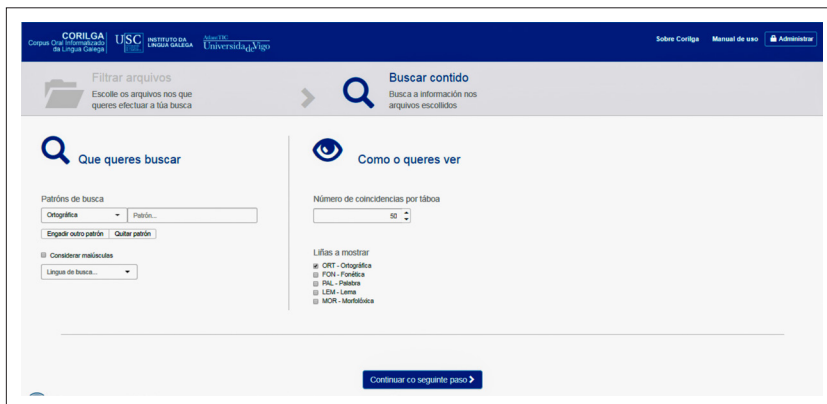 CORILGA
Corpus Oral Informatizado
da Lingua Galega
USC
INSTITUTO DA
LINGUA GALEGA
AtlantTIC
UniversidadeVigo
Sobre Corilga
Manual de uso
Administrar
Filtrar arquivos
Escolle os arquivos nos que
queres efectuar a túa busca
Buscar contido
Busca a información nos
arquivos escollidos
Que queres buscar
Patróns de busca
Ortográfica
Patrón...
Engadir outro patrón
Quitar patrón
Considerar maiúsculas
Lingua de busca...
Como o queres ver
Número de coincidencias por táboa
50
Liñas a mostrar
ORT - Ortográfica
FON - Fonética
PAL - Palabra
LEM - Lema
MOR - Morfolóxica
Continuar co seguinte paso